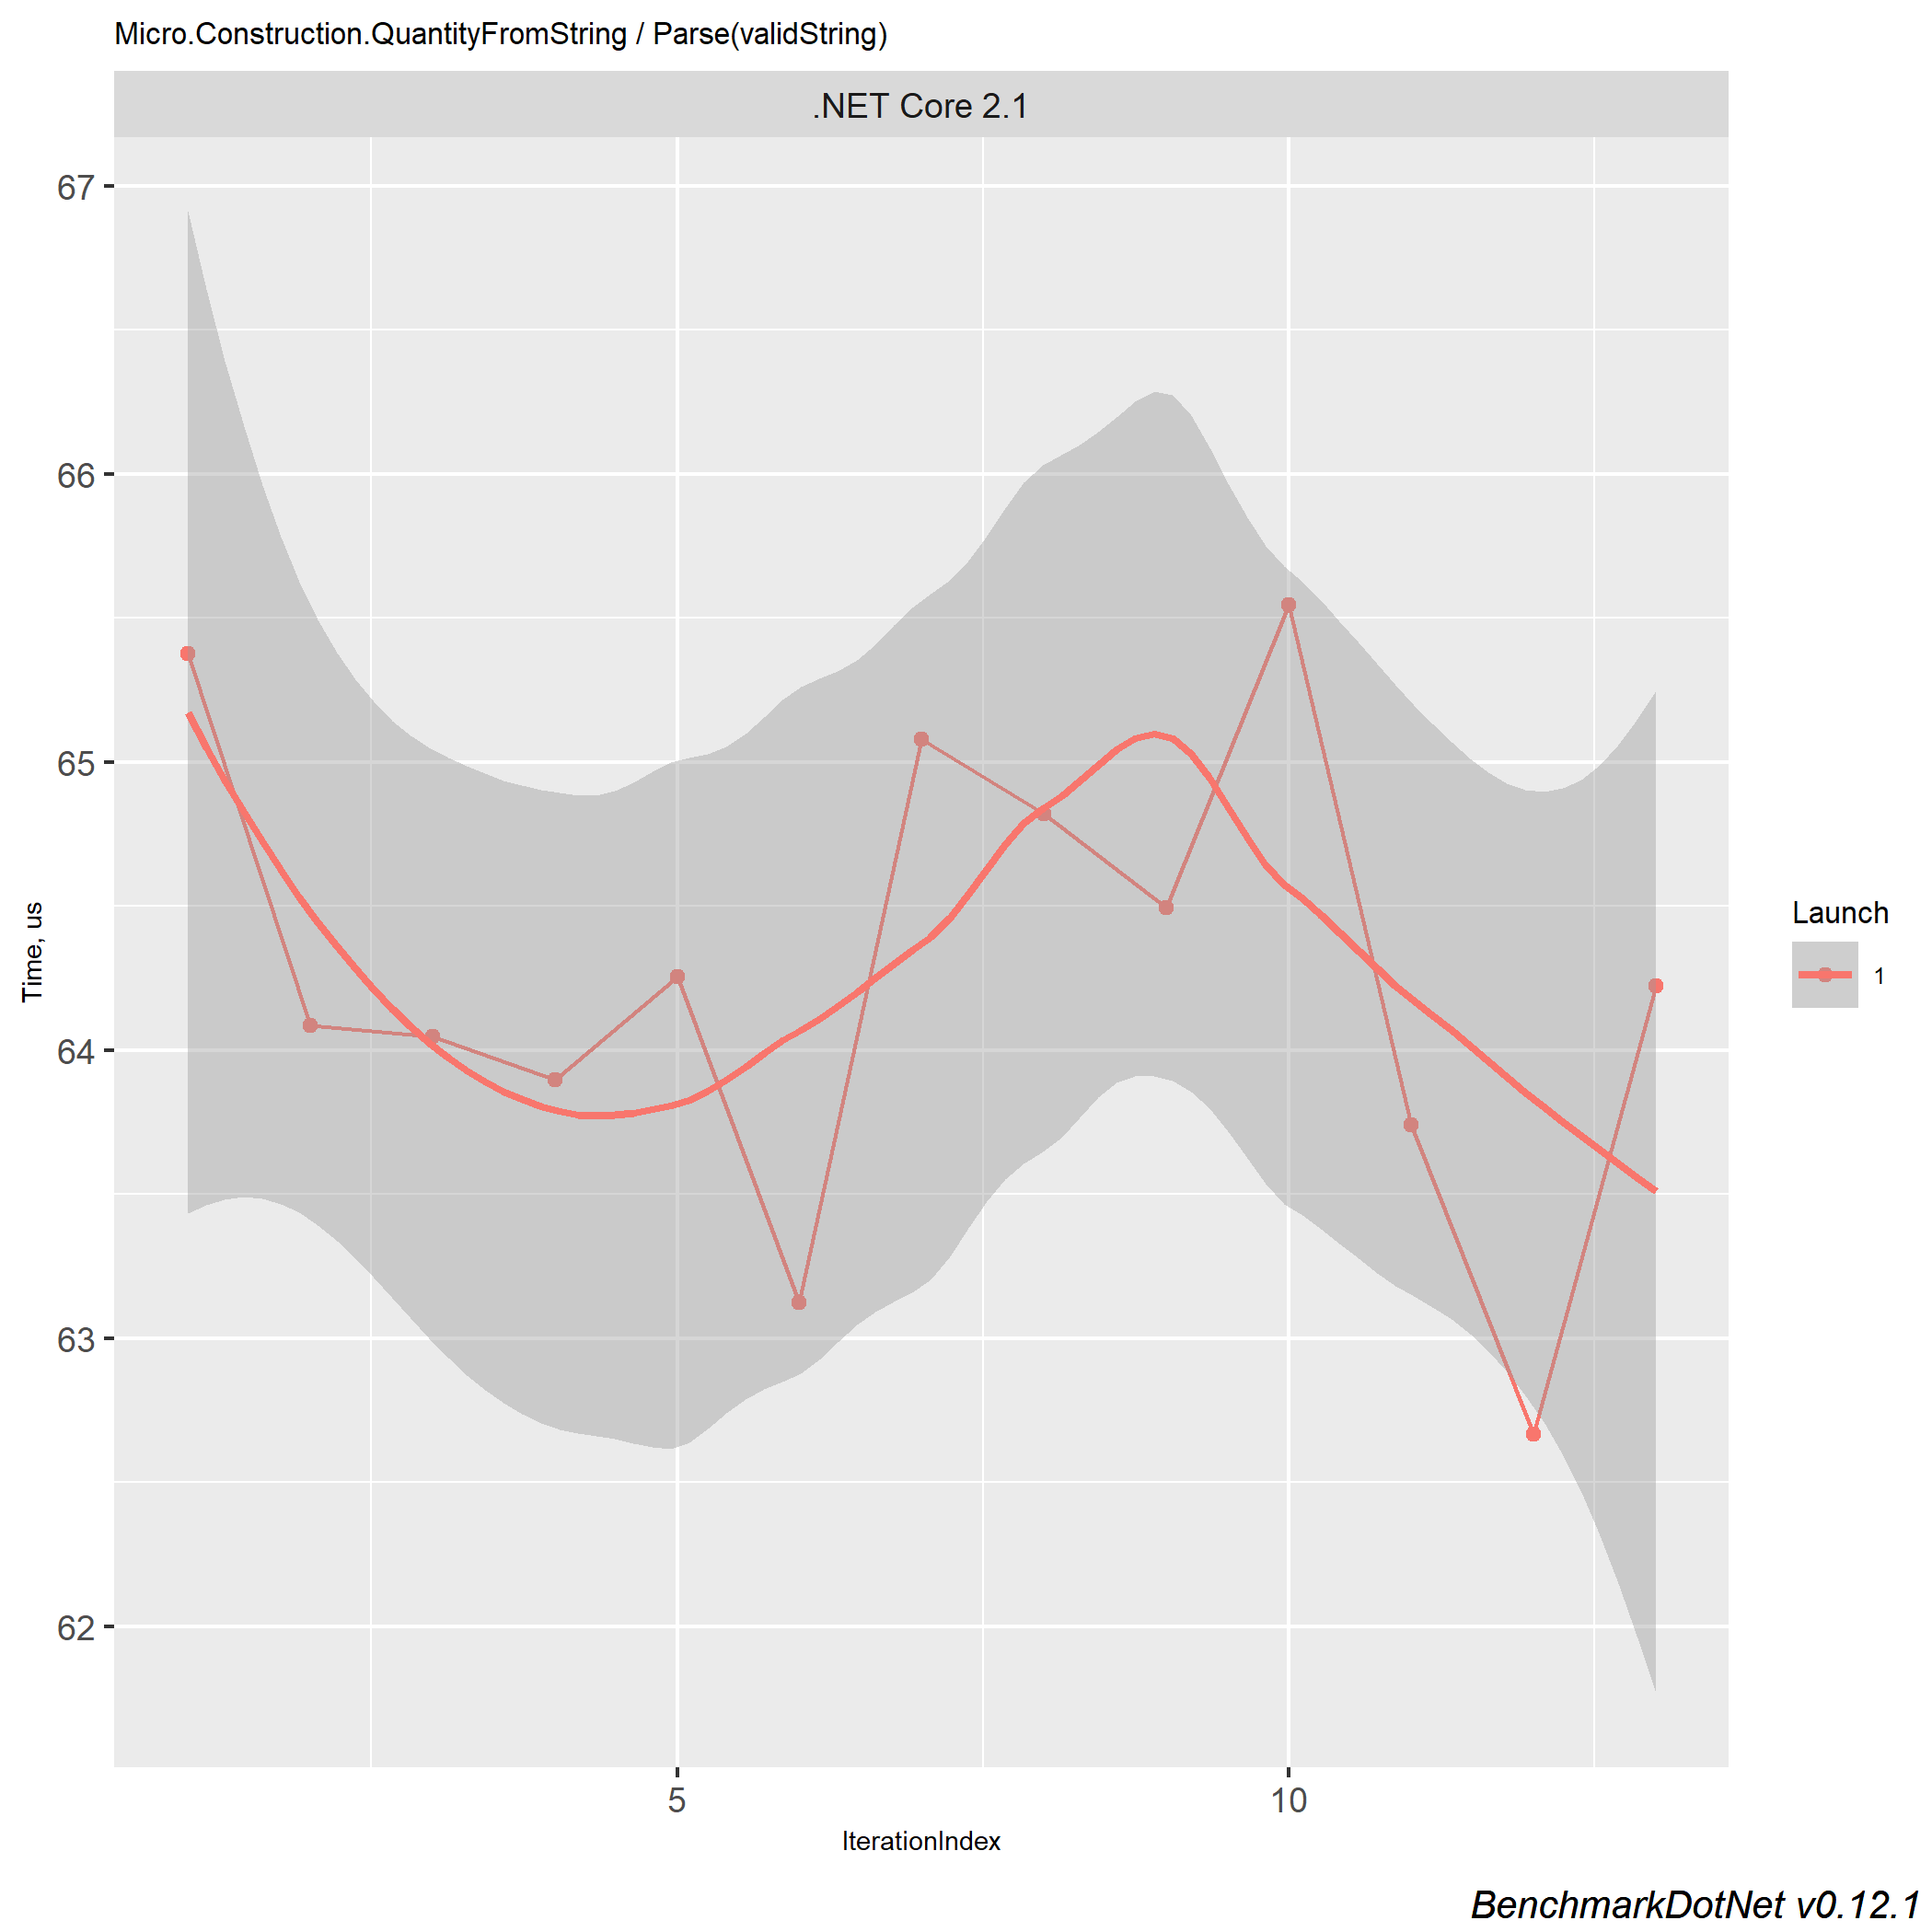 Micro.Construction.QuantityFromString / Parse(validString)
.NET Core 2.1
67
66
65
64
63
62
Time, us
5
10
IterationIndex
Launch
1
BenchmarkDotNet v0.12.1